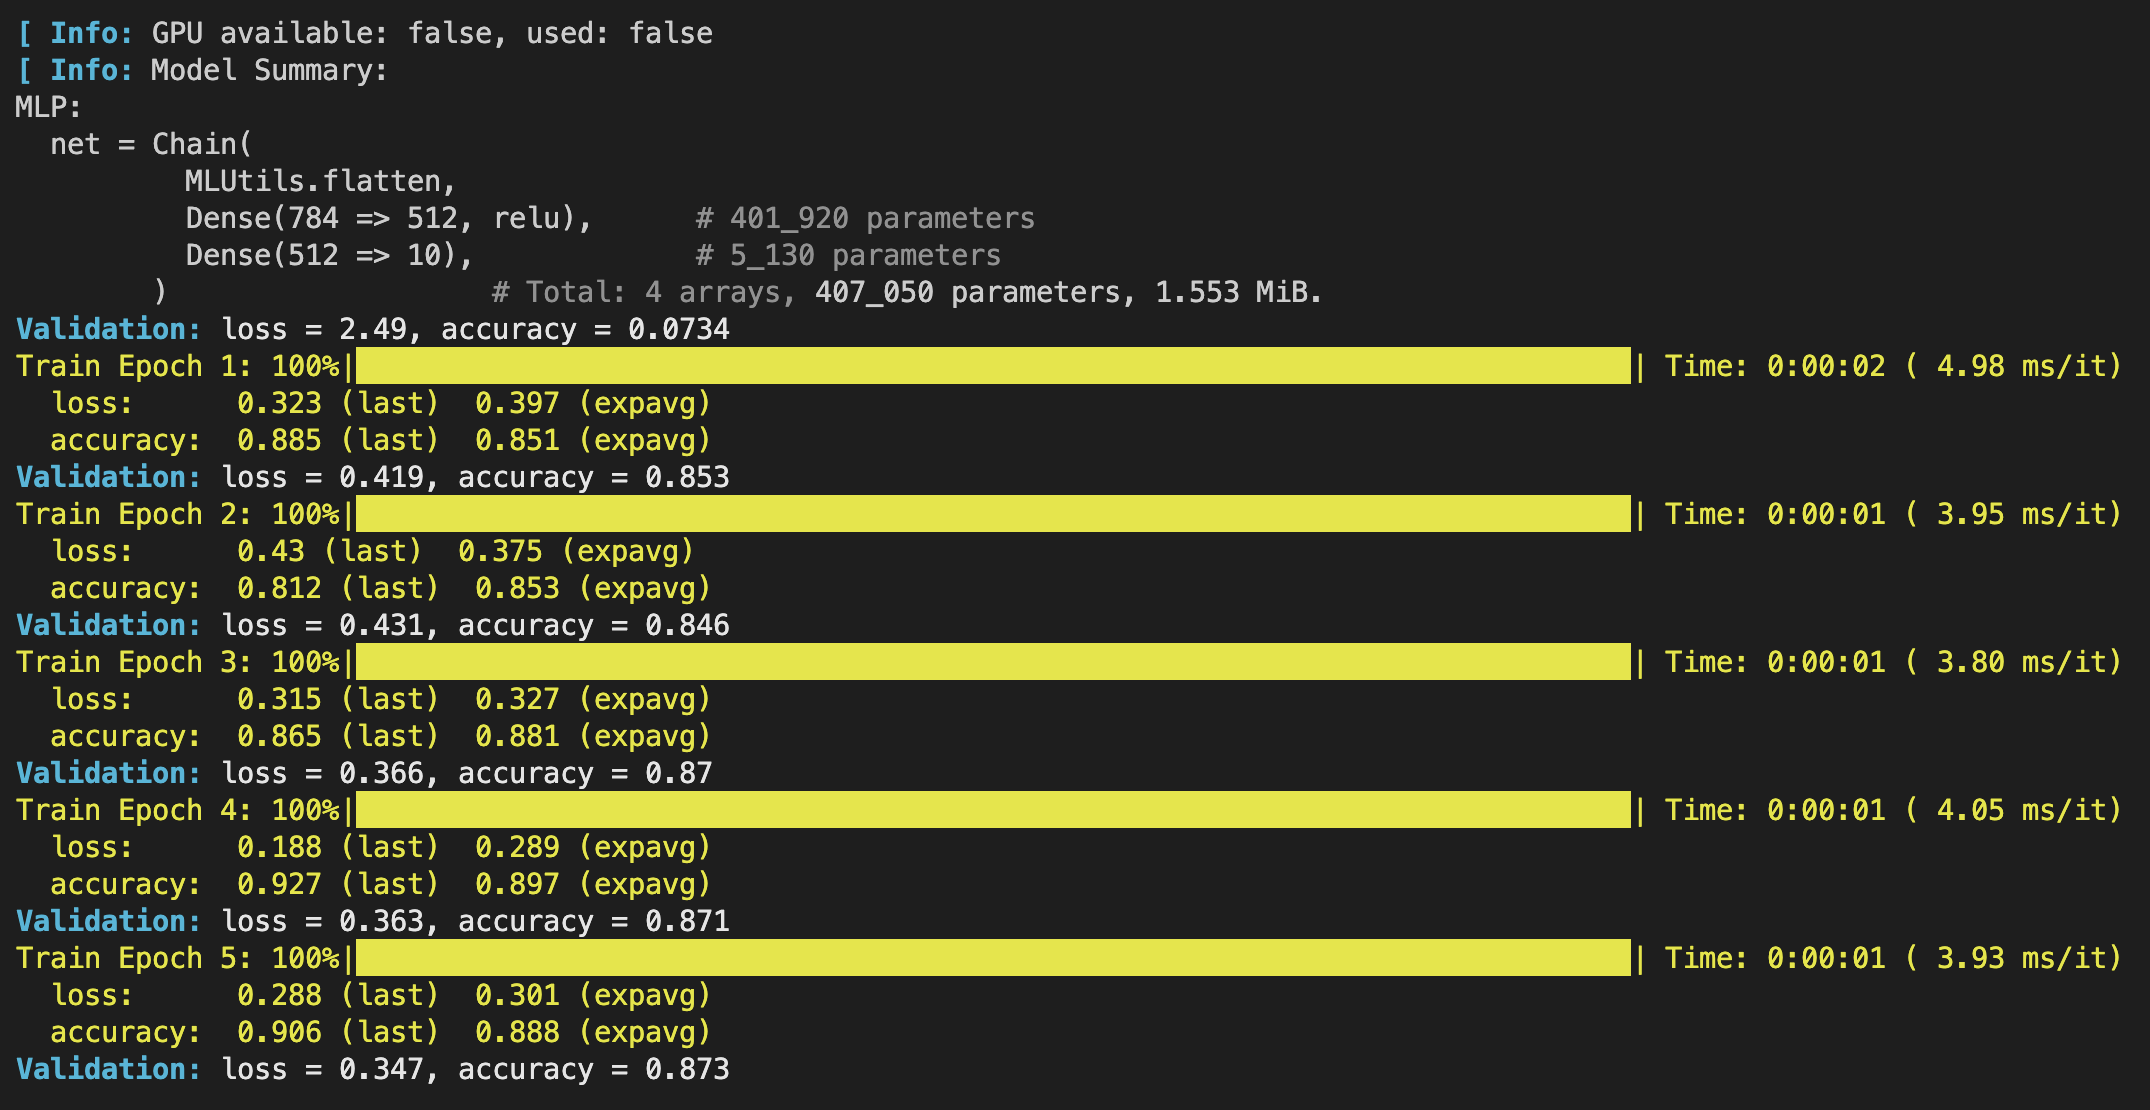 [ Info: GPU available: false, used: false
[ Info: Model Summary:
MLP:
  net = Chain(
          MLUtils.flatten,
          Dense(784 => 512, relu),      # 401_920 parameters
          Dense(512 => 10),             # 5_130 parameters
        )                   # Total: 4 arrays, 407_050 parameters, 1.553 MiB.
Validation: loss = 2.49, accuracy = 0.0734
Train Epoch 1: 100%|| Time: 0:00:02 ( 4.98 ms/it)
  loss:      0.323 (last)  0.397 (expavg)
  accuracy:  0.885 (last)  0.851 (expavg)
Validation: loss = 0.419, accuracy = 0.853
Train Epoch 2: 100%|| Time: 0:00:01 ( 3.95 ms/it)
  loss:      0.43 (last)  0.375 (expavg)
  accuracy:  0.812 (last)  0.853 (expavg)
Validation: loss = 0.431, accuracy = 0.846
Train Epoch 3: 100%|| Time: 0:00:01 ( 3.80 ms/it)
  loss:      0.315 (last)  0.327 (expavg)
  accuracy:  0.865 (last)  0.881 (expavg)
Validation: loss = 0.366, accuracy = 0.87
Train Epoch 4: 100%|| Time: 0:00:01 ( 4.05 ms/it)
  loss:      0.188 (last)  0.289 (expavg)
  accuracy:  0.927 (last)  0.897 (expavg)
Validation: loss = 0.363, accuracy = 0.871
Train Epoch 5: 100%|| Time: 0:00:01 ( 3.93 ms/it)
  loss:      0.288 (last)  0.301 (expavg)
  accuracy:  0.906 (last)  0.888 (expavg)
Validation: loss = 0.347, accuracy = 0.873